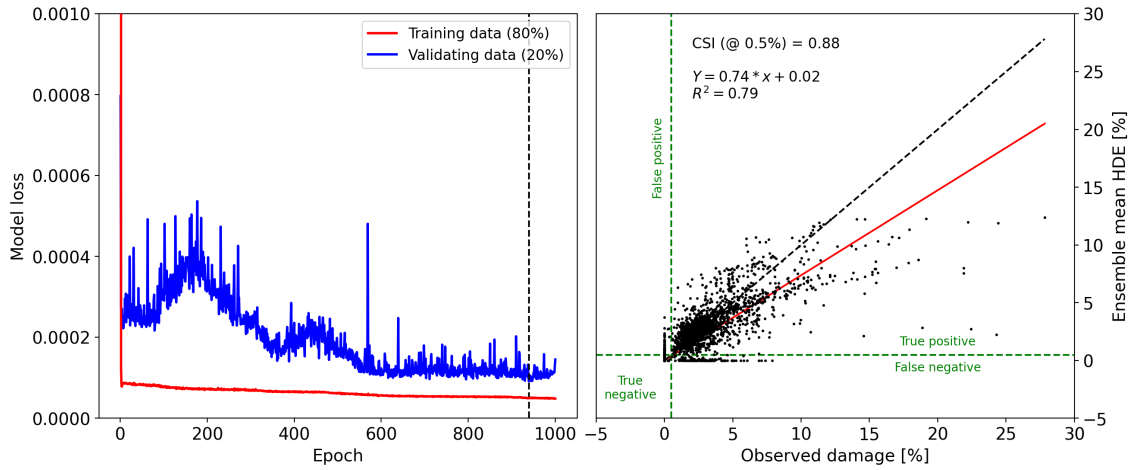 0.0010
0.0008
0.0006
0.0004
0.0002
0.0000
Model loss
0
200
400
600
800
1000
Epoch
Training data (80%)
Validating data (20%)
CSI (@ 0.5%) = 0.88
Y = 0.74 * x + 0.02
R² = 0.79
False positive
True positive
False negative
True
negative
−5
0
5
10
15
20
25
30
Observed damage [%]
30
25
20
15
10
5
0
−5
Ensemble mean HDE [%]